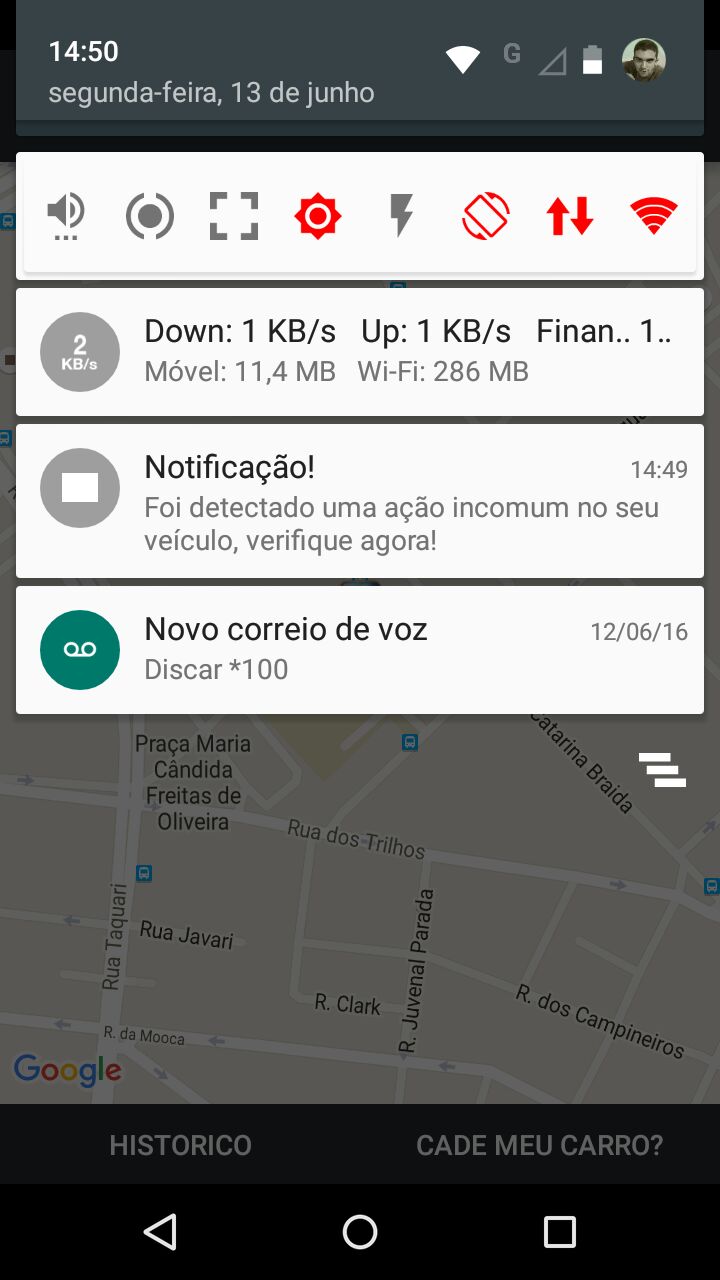 14:50
G
segunda-feira, 13 de junho
2
KB/s
Down: 1 KB/s Up: 1 KB/s Finan.. 1..
Móvel: 11,4 MB Wi-Fi: 286 MB
Notificação! 14:49
Foi detectado uma ação incomum no seu
veículo, verifique agora!
Novo correio de voz 12/06/16
Discar *100
Catarina Braida
Praça Maria
Cândida
Freitas de
Oliveira
Rua dos Trilhos
Rua Taquari
Rua Javari
R. Juvenal Parada
R. Clark
R. dos Campineiros
R. da Mooca
Google
HISTORICO CADE MEU CARRO?